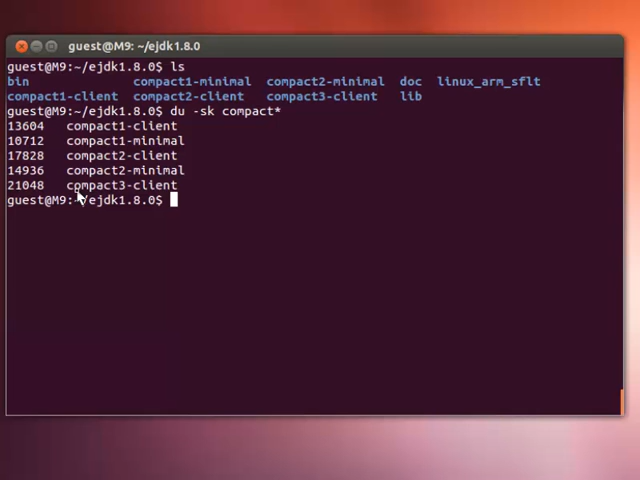 guest@M9: ~/ejdk1.8.0
guest@M9:~/ejdk1.8.0$ ls
bin compact1-minimal compact2-minimal doc linux_arm_sflt
compact1-client compact2-client compact3-client lib
guest@M9:~/ejdk1.8.0$ du -sk compact*
13604 compact1-client
10712 compact1-minimal
17828 compact2-client
14936 compact2-minimal
21048 compact3-client
guest@M9:~/ejdk1.8.0$